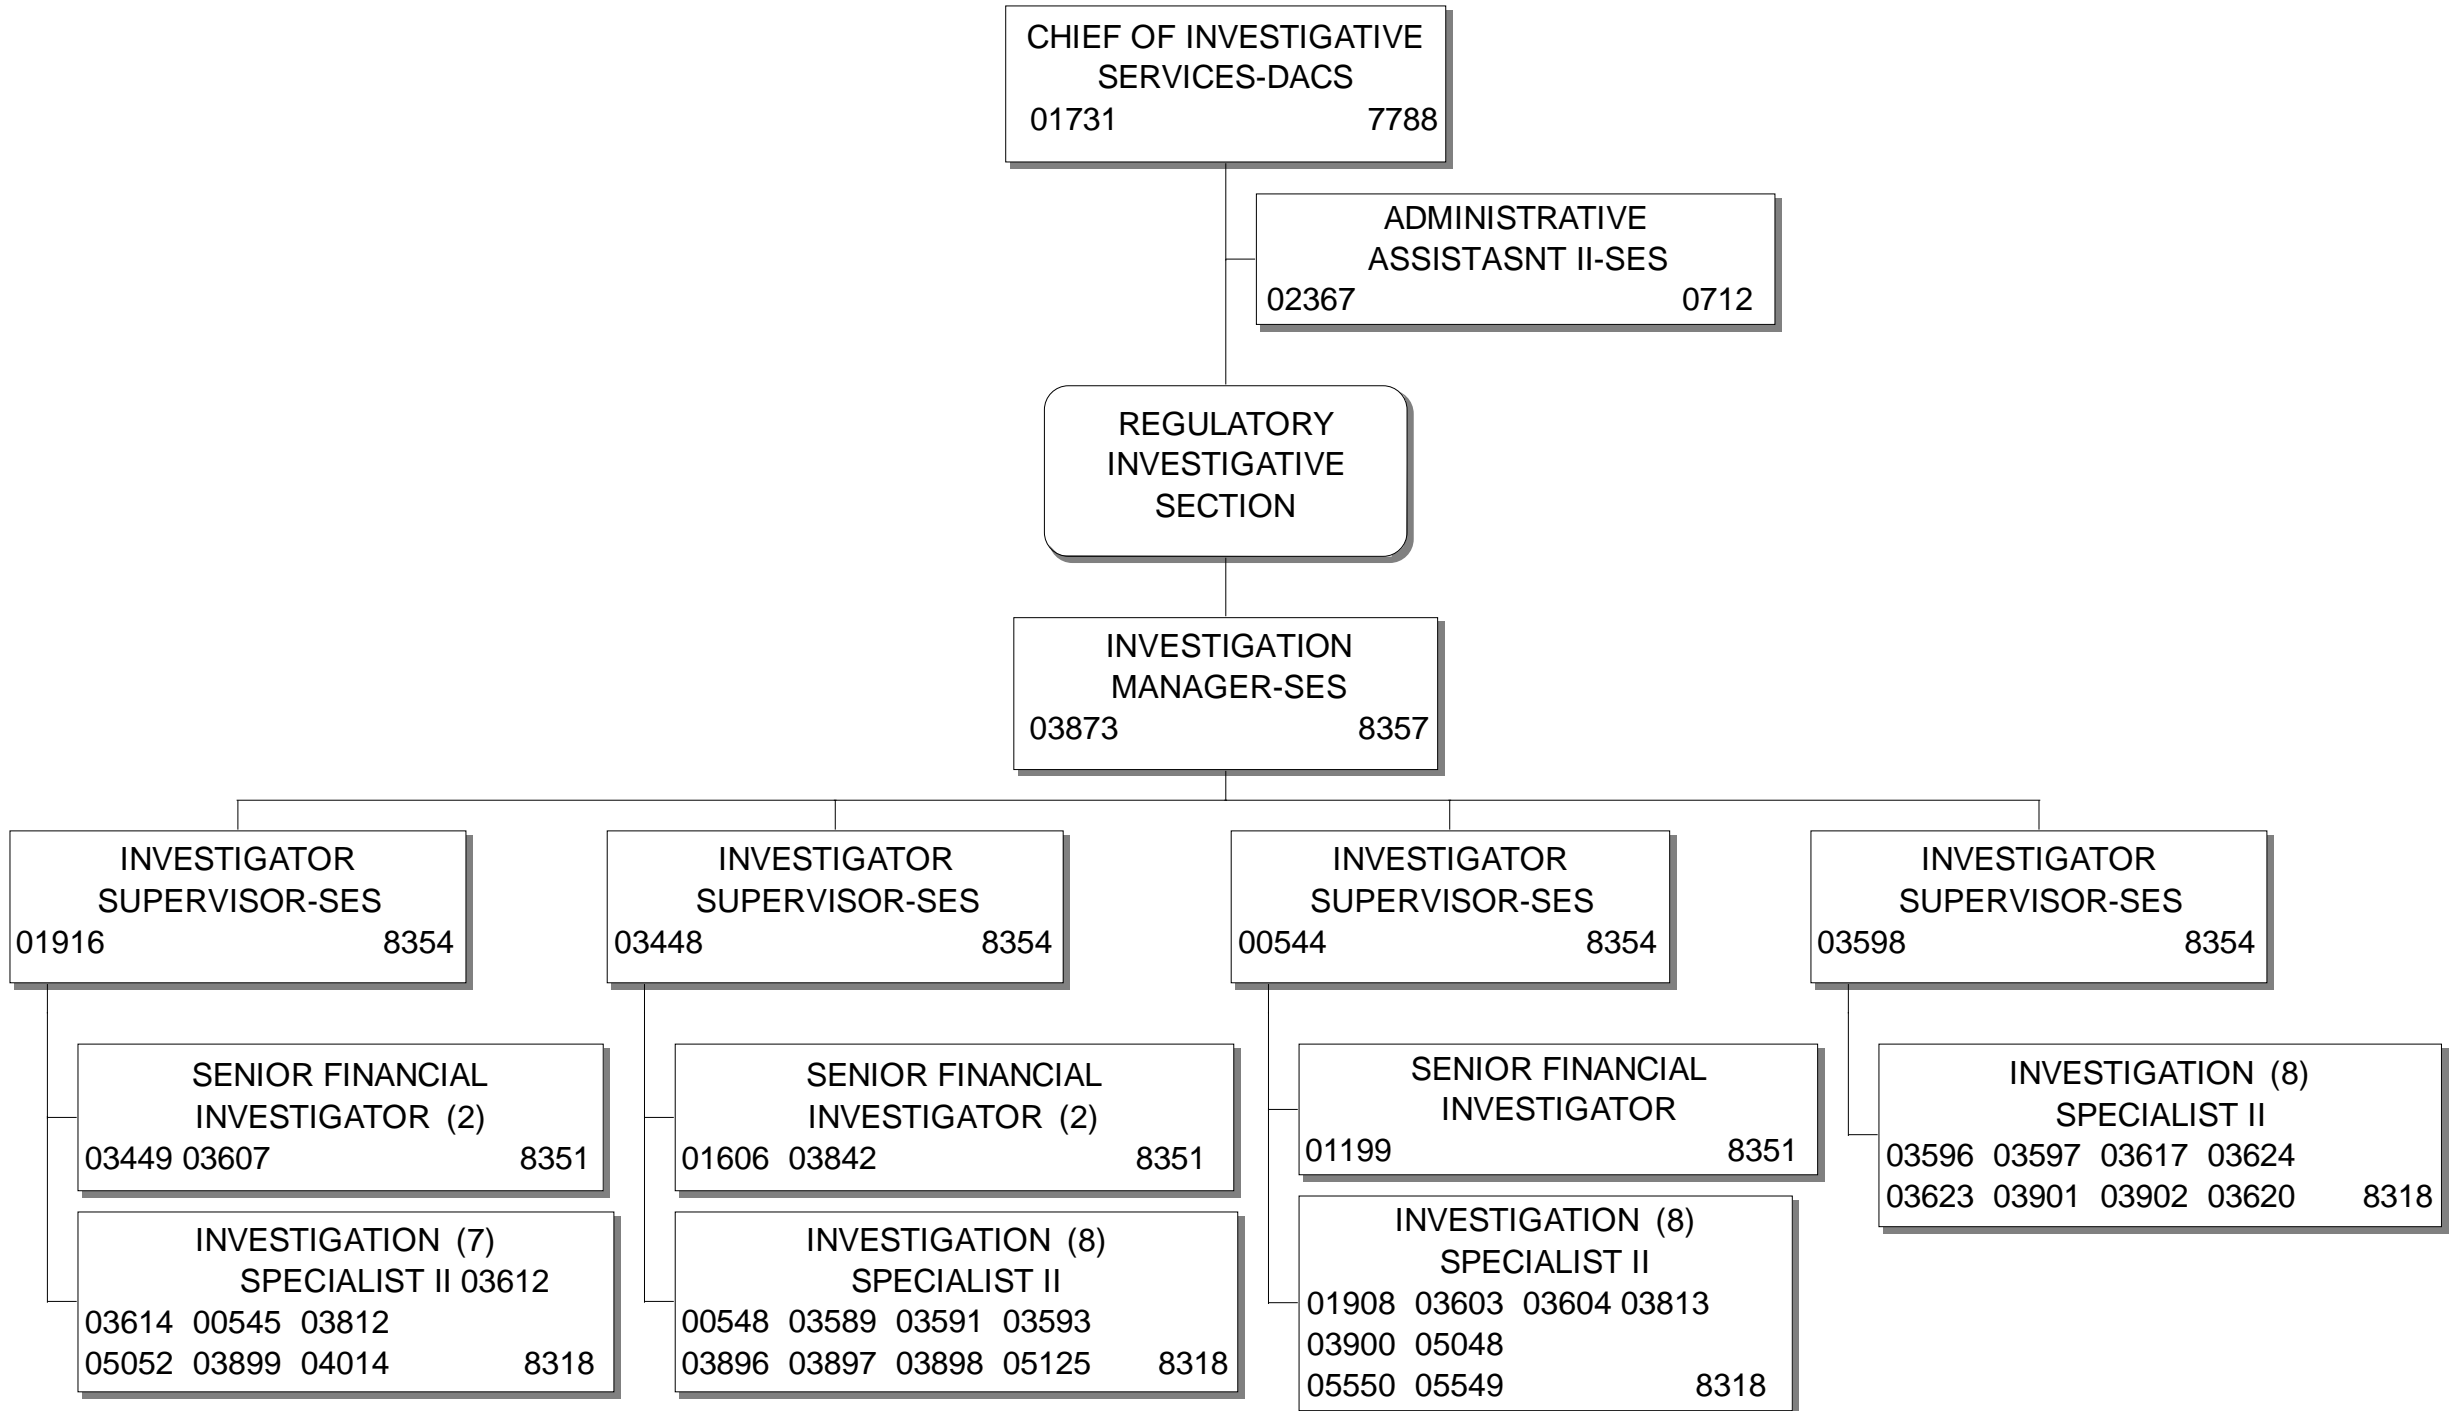 CHIEF OF INVESTIGATIVE
SERVICES-DACS
01731 7788
ADMINISTRATIVE
ASSISTASNT II-SES
02367 0712
REGULATORY
INVESTIGATIVE
SECTION
INVESTIGATION
MANAGER-SES
03873 8357
INVESTIGATOR
SUPERVISOR-SES
01916 8354
SENIOR FINANCIAL
INVESTIGATOR (2)
03449 03607 8351
INVESTIGATION (7)
SPECIALIST II 03612
03614 00545 03812
05052 03899 04014 8318
INVESTIGATOR
SUPERVISOR-SES
03448 8354
SENIOR FINANCIAL
INVESTIGATOR (2)
01606 03842 8351
INVESTIGATION (8)
SPECIALIST II
00548 03589 03591 03593
03896 03897 03898 05125 8318
INVESTIGATOR
SUPERVISOR-SES
00544 8354
SENIOR FINANCIAL
INVESTIGATOR
01199 8351
INVESTIGATION (8)
SPECIALIST II
01908 03603 03604 03813
03900 05048
05550 05549 8318
INVESTIGATOR
SUPERVISOR-SES
03598 8354
INVESTIGATION (8)
SPECIALIST II
03596 03597 03617 03624
03623 03901 03902 03620 8318